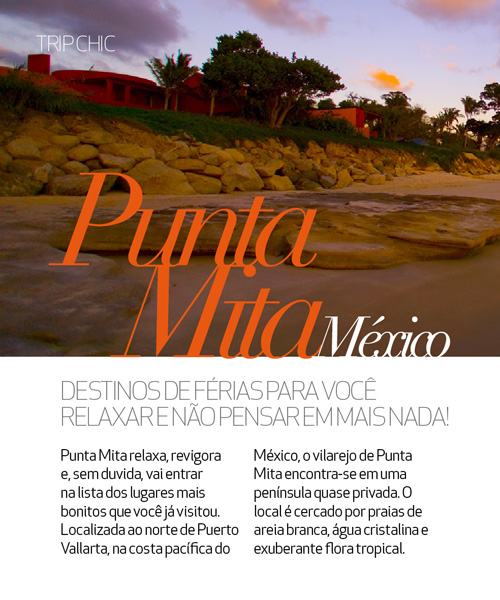 TRIP CHIC
Punta
Mita México
DESTINOS DE FÉRIAS PARA VOCÊ
RELAXAR E NÃO PENSAR EM MAIS NADA!
Punta Mita relaxa, revigora
e, sem duvida, vai entrar
na lista dos lugares mais
bonitos que você já visitou.
Localizada ao norte de Puerto
Vallarta, na costa pacífica do
México, o vilarejo de Punta
Mita encontra-se em uma
península quase privada. O
local é cercado por praias de
areia branca, água cristalina e
exuberante flora tropical.